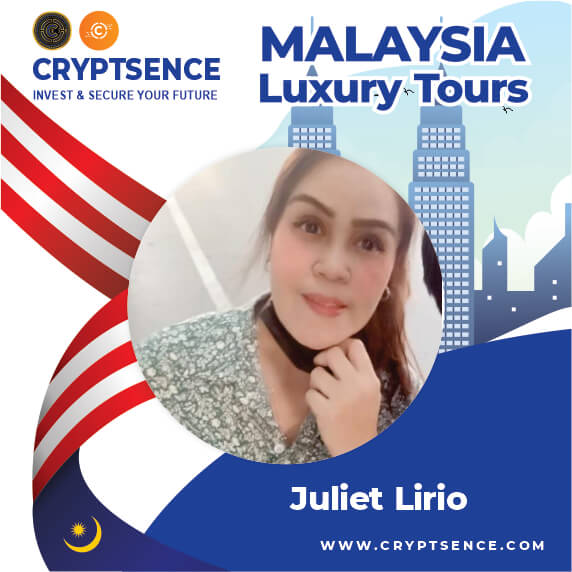 CRYPTSENCE
INVEST & SECURE YOUR FUTURE
MALAYSIA
Luxury Tours
Juliet Lirio
WWW.CRYPTSENCE.COM